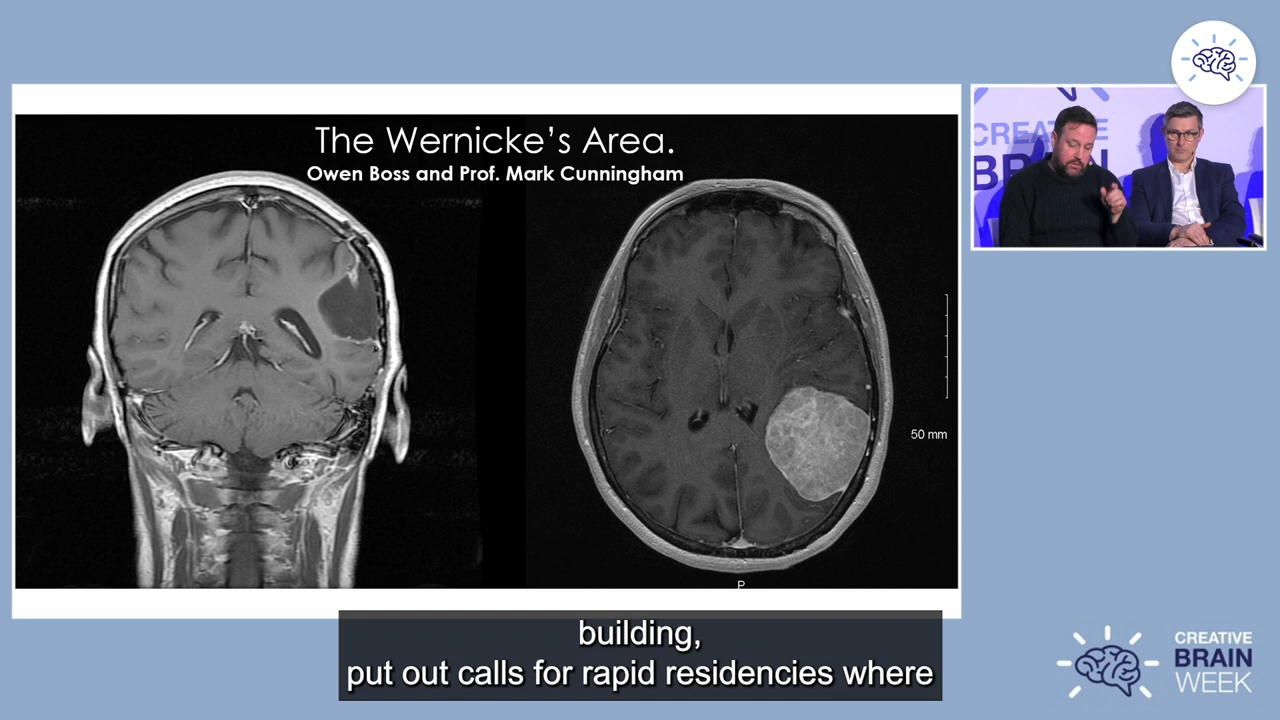 The Wernicke's Area.
Owen Boss and Prof. Mark Cunningham
50 mm
P
CREATIVE
BRAIN
building,
put out calls for rapid residencies where
CREATIVE
BRAIN
WEEK